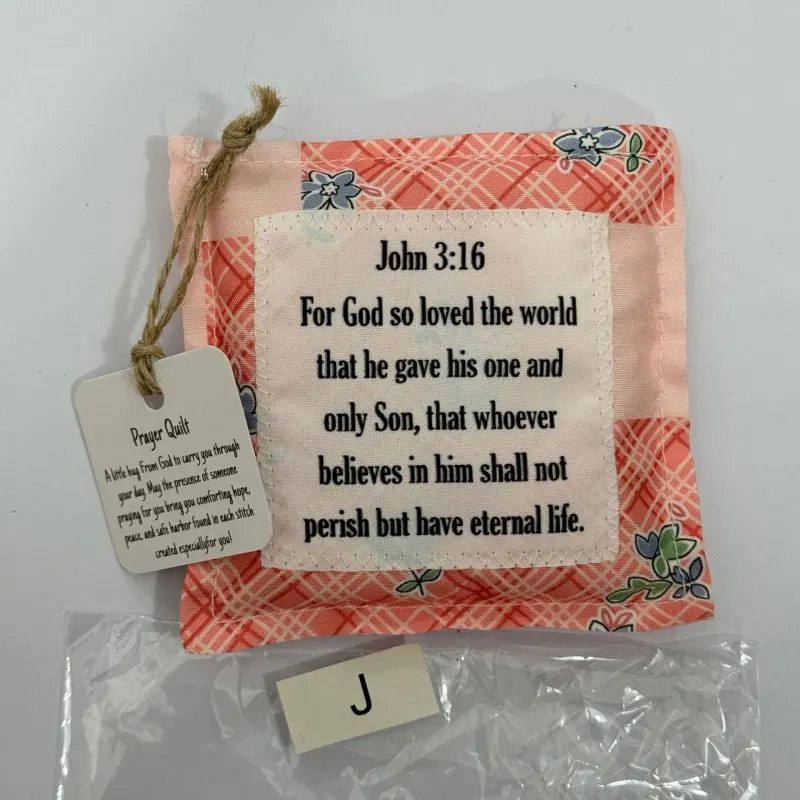 John 3:16
For God so loved the world
that he gave his one and
only Son, that whoever
believes in him shall not
perish but have eternal life.
Prayer Quilt
A little hug From God to carry you through
your day. May the presence of someone
praying for you bring you comforting hope,
peace, and safe harbor found in each stitch
created especiallyfor you!
J